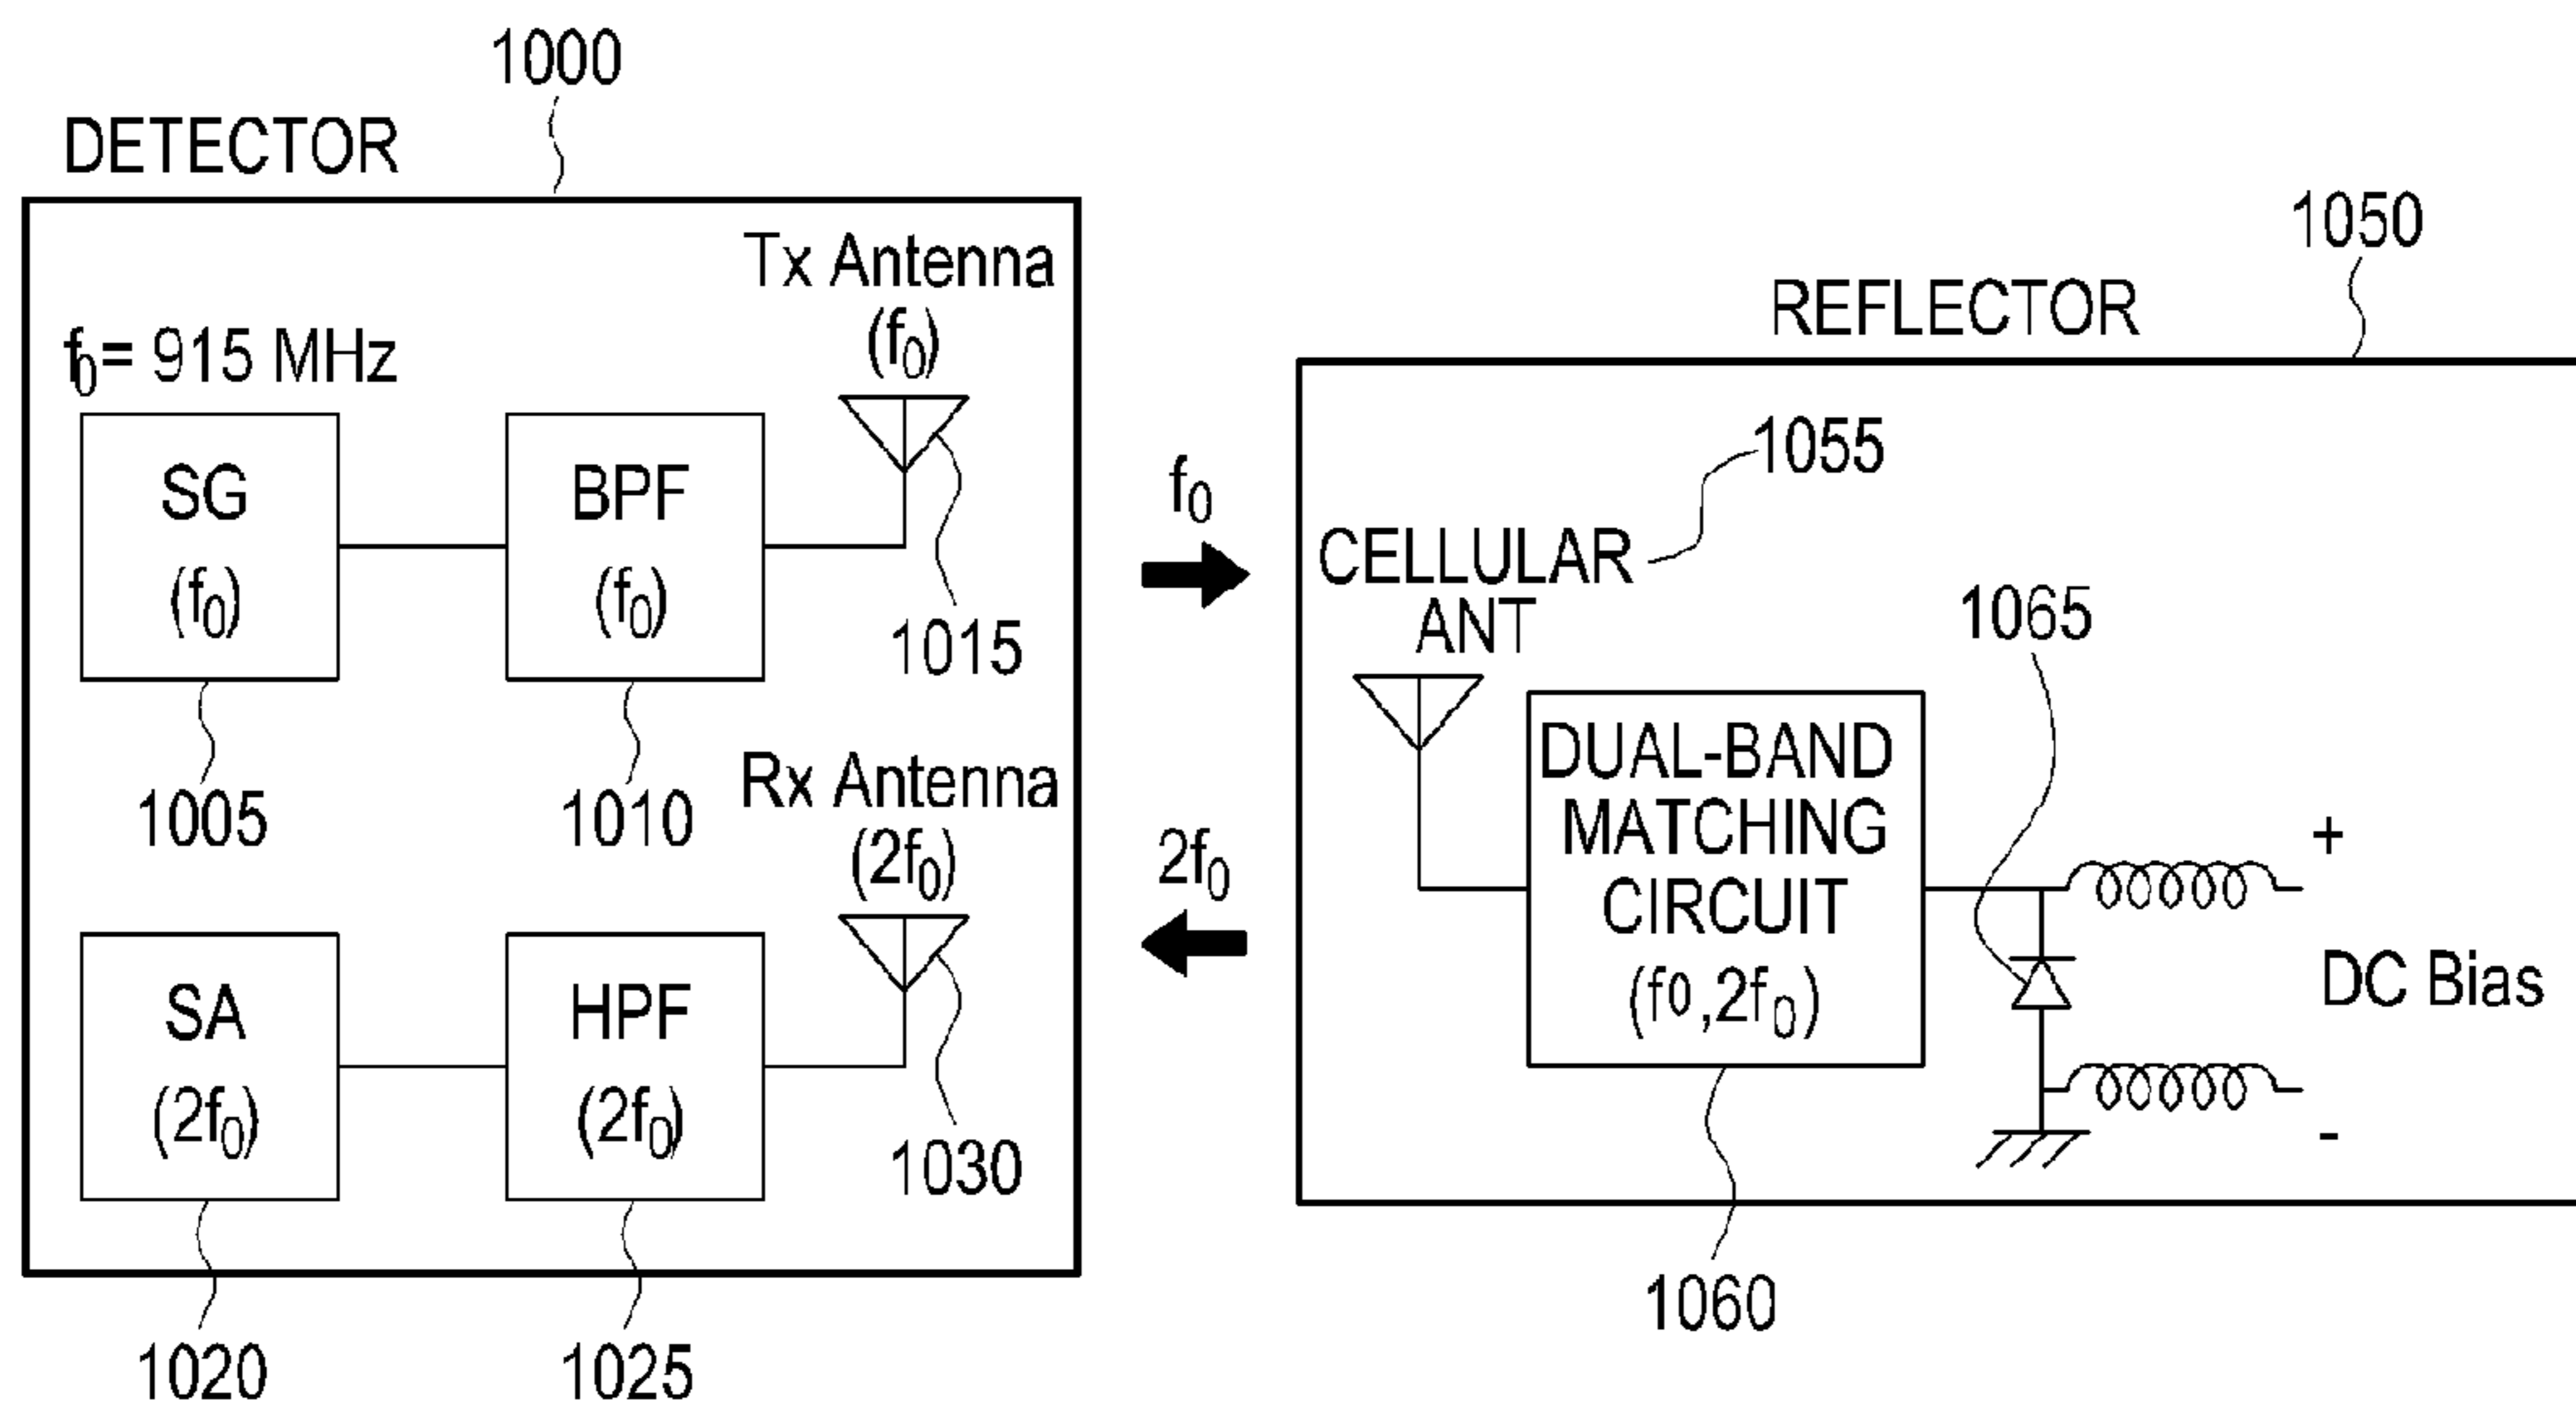 1000
DETECTOR
Tx Antenna
(f0)
f0= 915 MHz
SG
(f0)
BPF
(f0)
1015
1005
1010
Rx Antenna
(2f0)
SA
(2f0)
HPF
(2f0)
1030
1020
1025
f0
2f0
1050
REFLECTOR
1055
CELLULAR
ANT
1065
DUAL-BAND
MATCHING
CIRCUIT
(f0,2f0)
+
DC Bias
-
1060